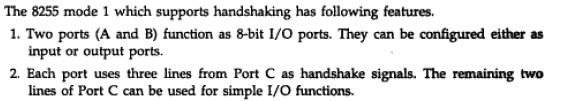 The 8255 mode 1 which supports handshaking has following features.
1. Two ports (A and B) function as 8-bit I/O ports. They can be configured either as
input or output ports.
2. Each port uses three lines from Port C as handshake signals. The remaining two
lines of Port C can be used for simple I/O functions.